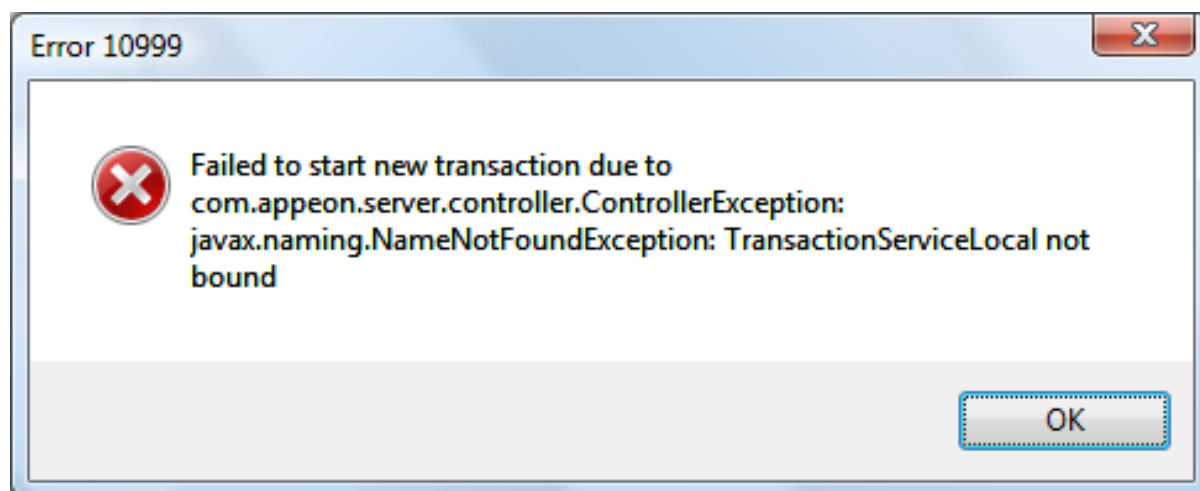 Error 10999
Failed to start new transaction due to
com.appeon.server.controller.ControllerException:
javax.naming.NameNotFoundException: TransactionServiceLocal not
bound
OK